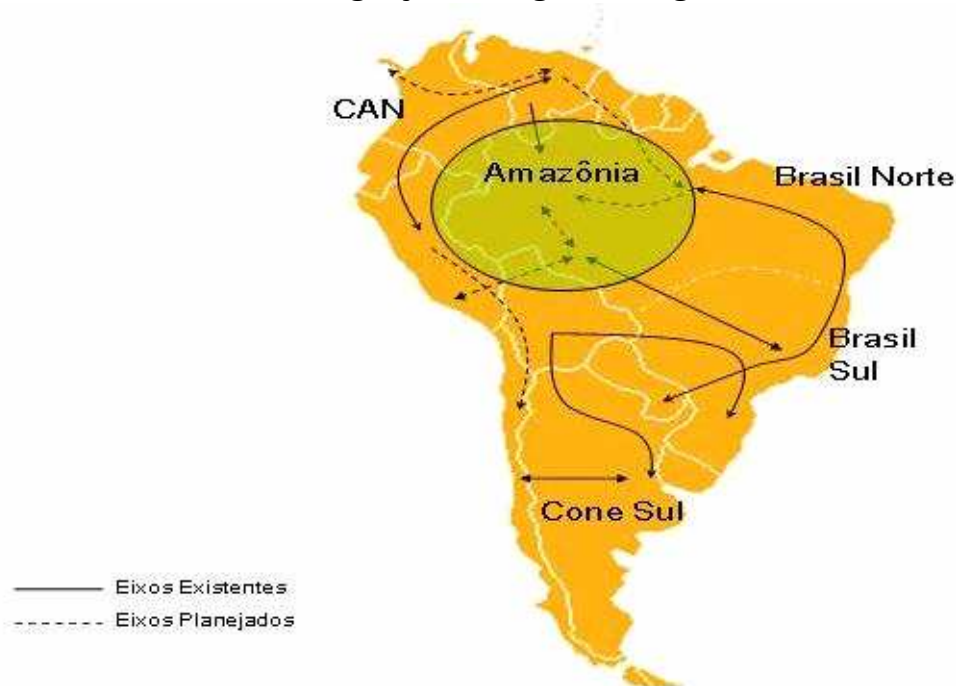 CAN
Amazônia
Brasil Norte
Brasil
Sul
Cone Sul
Eixos Existentes
Eixos Planejados